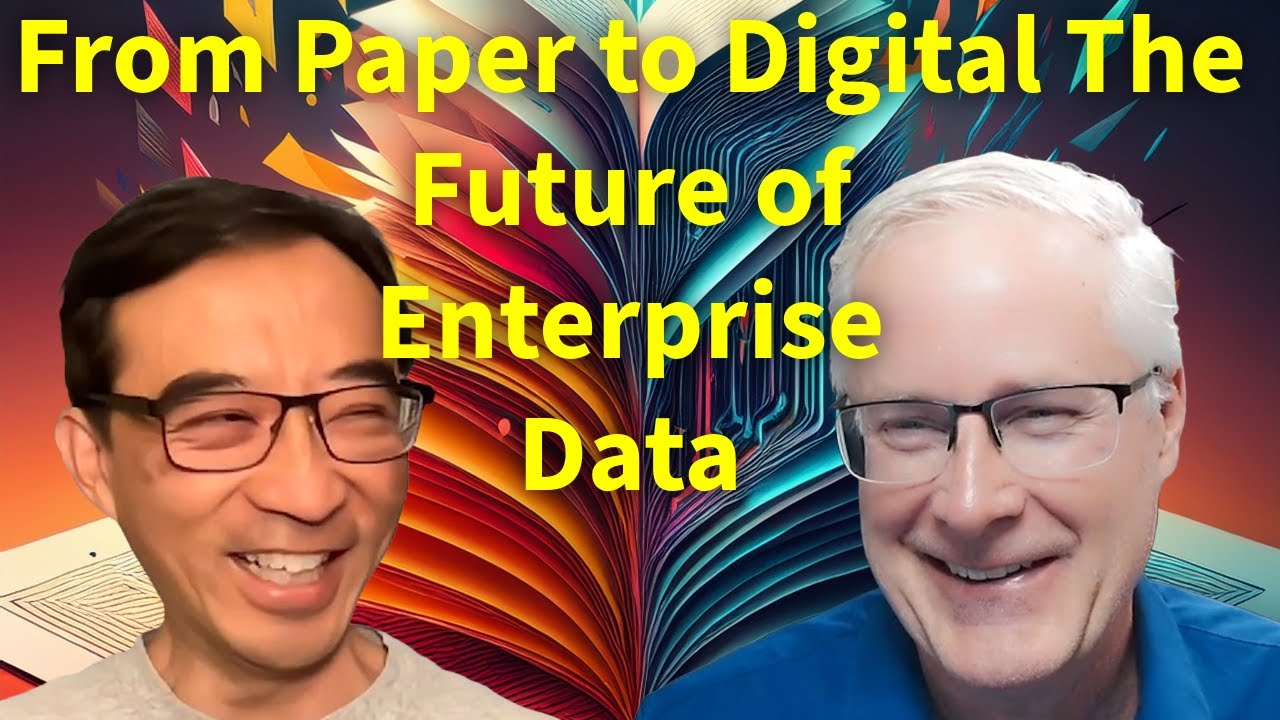 From Paper to Digital The
Future of
Enterprise
Data